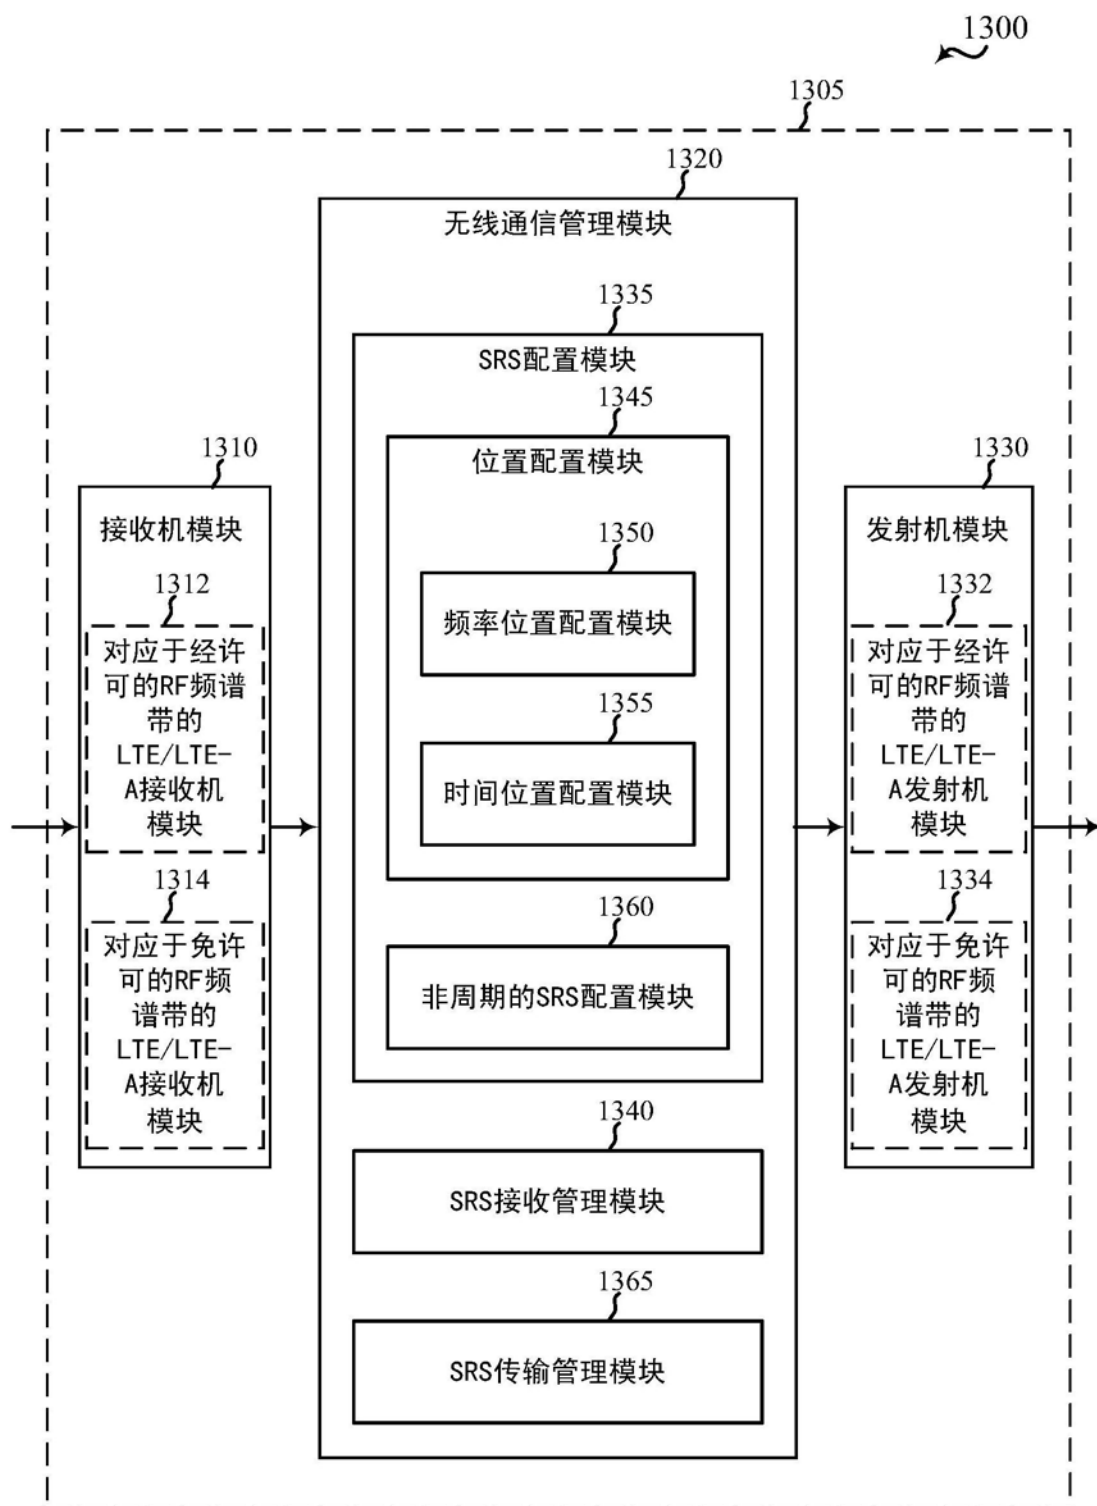 1300
1305
1320
无线通信管理模块
1335
SRS配置模块
1345
位置配置模块
1310
接收机模块
1330
发射机模块
1350
频率位置配置模块
1312
对应于经许
可的RF频谱
带的
LTE/LTE-
A接收机
模块
1332
对应于经许
可的RF频谱
带的
LTE/LTE-
A发射机
模块
1355
时间位置配置模块
1314
对应于免许
可的RF频
谱带的
LTE/LTE-
A接收机
模块
1334
对应于免许
可的RF频
谱带的
LTE/LTE-
A发射机
模块
1360
非周期的SRS配置模块
1340
SRS接收管理模块
1365
SRS传输管理模块